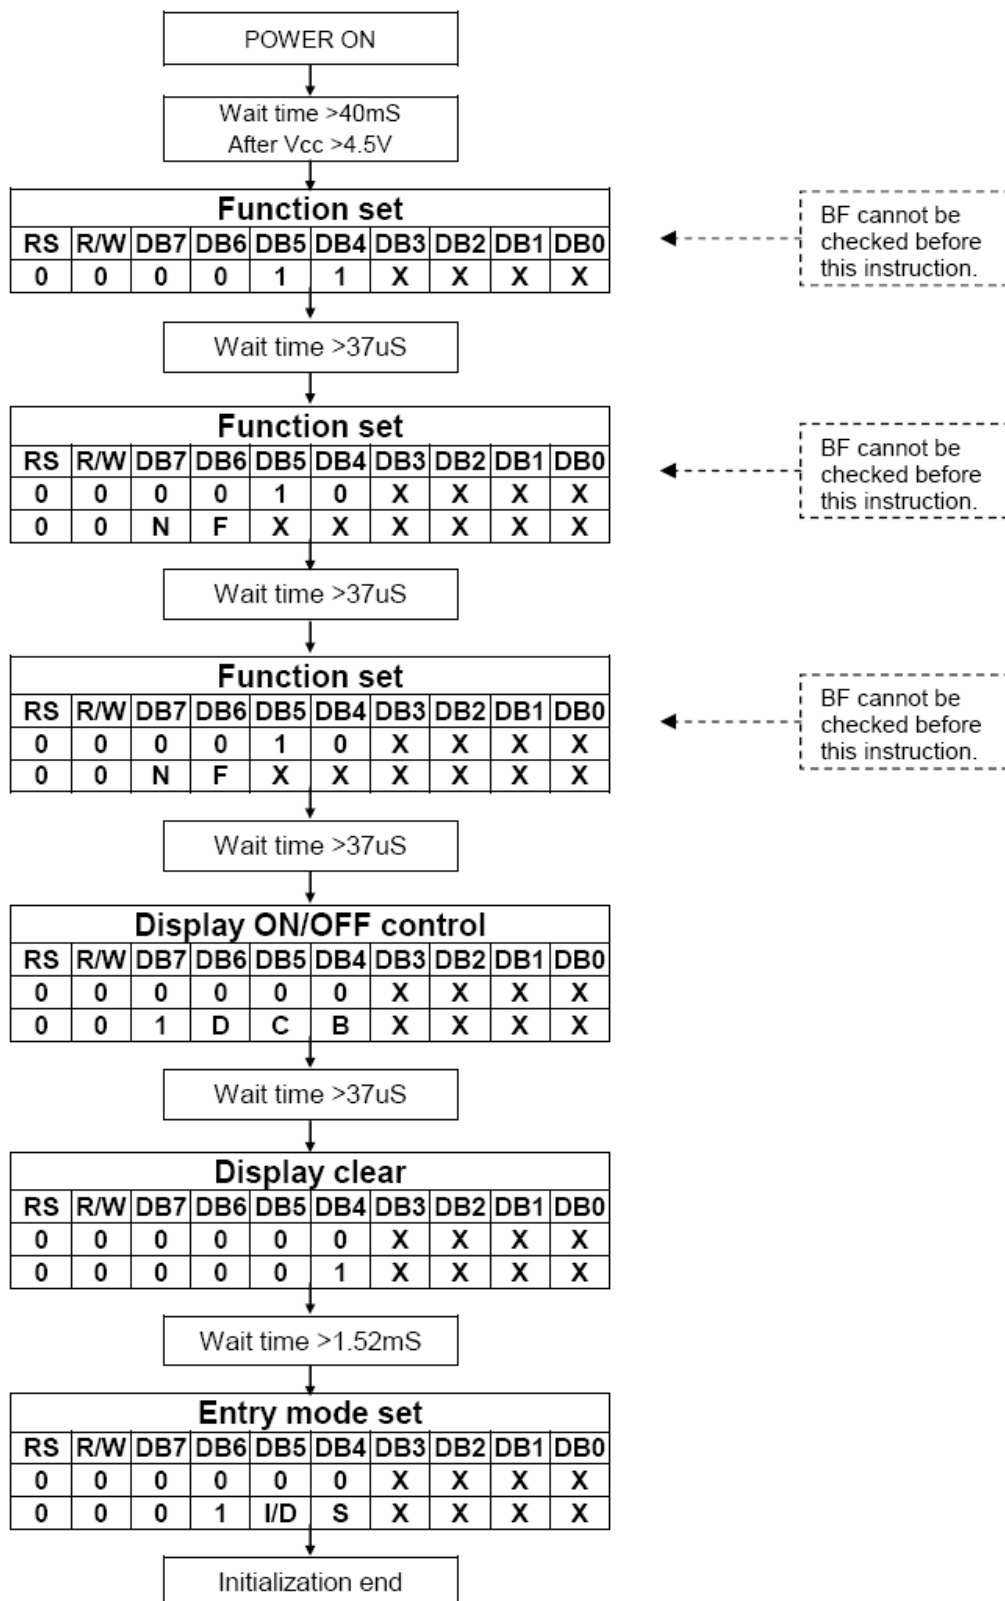 POWER ON
Wait time >40mS
After Vcc >4.5V
Function set
RS R/W DB7 DB6 DB5 DB4 DB3 DB2 DB1 DB0
0 0 0 0 1 1 X X X X
BF cannot be
checked before
this instruction.
Wait time >37uS
Function set
RS R/W DB7 DB6 DB5 DB4 DB3 DB2 DB1 DB0
0 0 0 0 1 0 X X X X
0 0 N F X X X X X X
BF cannot be
checked before
this instruction.
Wait time >37uS
Function set
RS R/W DB7 DB6 DB5 DB4 DB3 DB2 DB1 DB0
0 0 0 0 1 0 X X X X
0 0 N F X X X X X X
BF cannot be
checked before
this instruction.
Wait time >37uS
Display ON/OFF control
RS R/W DB7 DB6 DB5 DB4 DB3 DB2 DB1 DB0
0 0 0 0 0 0 X X X X
0 0 1 D C B X X X X
Wait time >37uS
Display clear
RS R/W DB7 DB6 DB5 DB4 DB3 DB2 DB1 DB0
0 0 0 0 0 0 X X X X
0 0 0 0 0 1 X X X X
Wait time >1.52mS
Entry mode set
RS R/W DB7 DB6 DB5 DB4 DB3 DB2 DB1 DB0
0 0 0 0 0 0 X X X X
0 0 0 1 I/D S X X X X
Initialization end